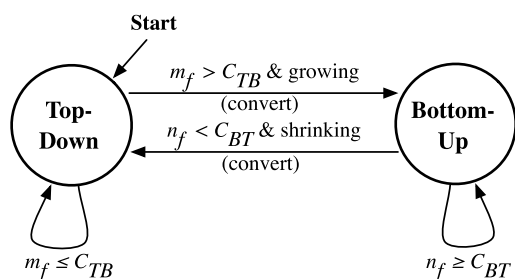 Start
m_f > C_TB & growing
(convert)
Top-
Down
Bottom-
Up
n_f < C_BT & shrinking
(convert)
m_f ≤ C_TB
n_f ≥ C_BT